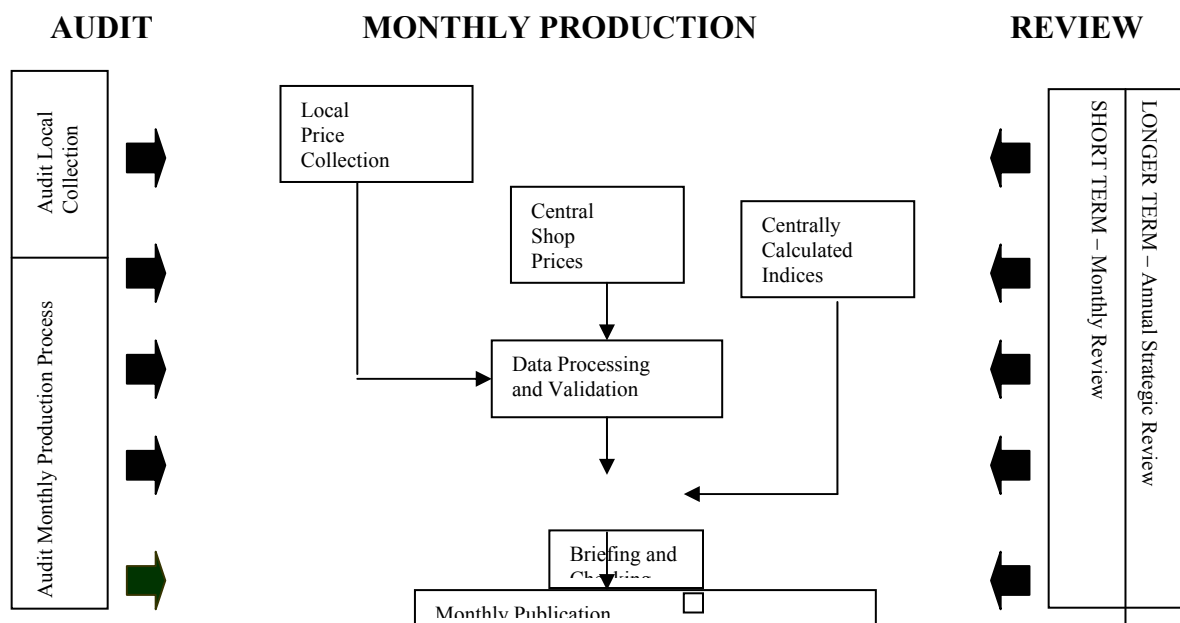 AUDIT
MONTHLY PRODUCTION
REVIEW
Audit Local
Collection
Audit Monthly Production Process
Local
Price
Collection
Central
Shop
Prices
Centrally
Calculated
Indices
Data Processing
and Validation
Briefing and
Checking
Monthly Publication
SHORT TERM – Monthly Review
LONGER TERM – Annual Strategic Review